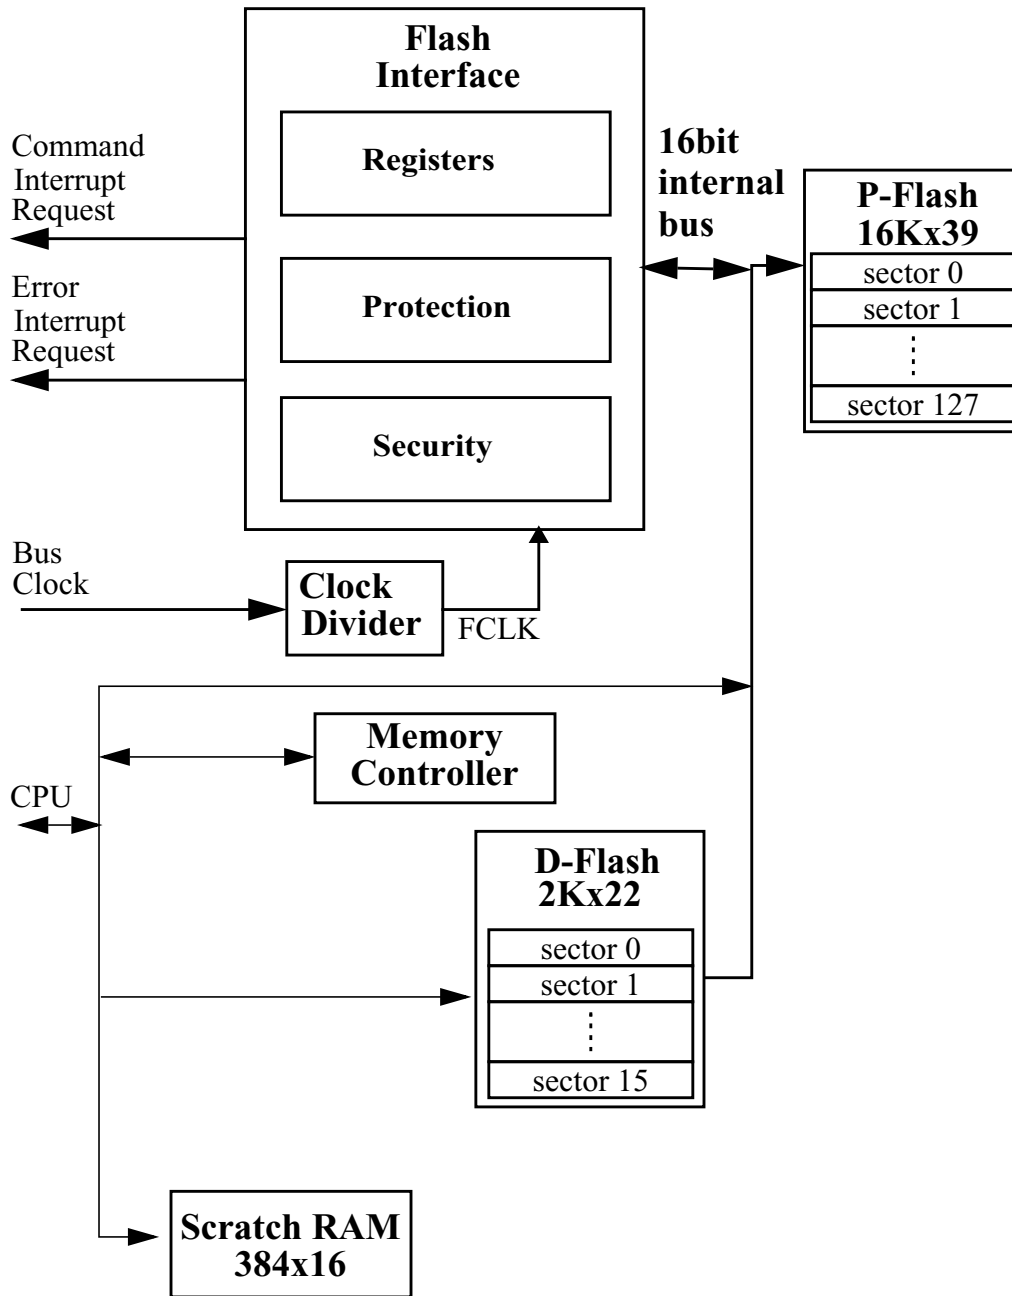 Flash
Interface
Registers
Protection
Security
Command
Interrupt
Request
Error
Interrupt
Request
16bit
internal
bus
P-Flash
16Kx39
sector 0
sector 1
sector 127
Bus
Clock
Clock
Divider
FCLK
Memory
Controller
CPU
D-Flash
2Kx22
sector 0
sector 1
sector 15
Scratch RAM
384x16